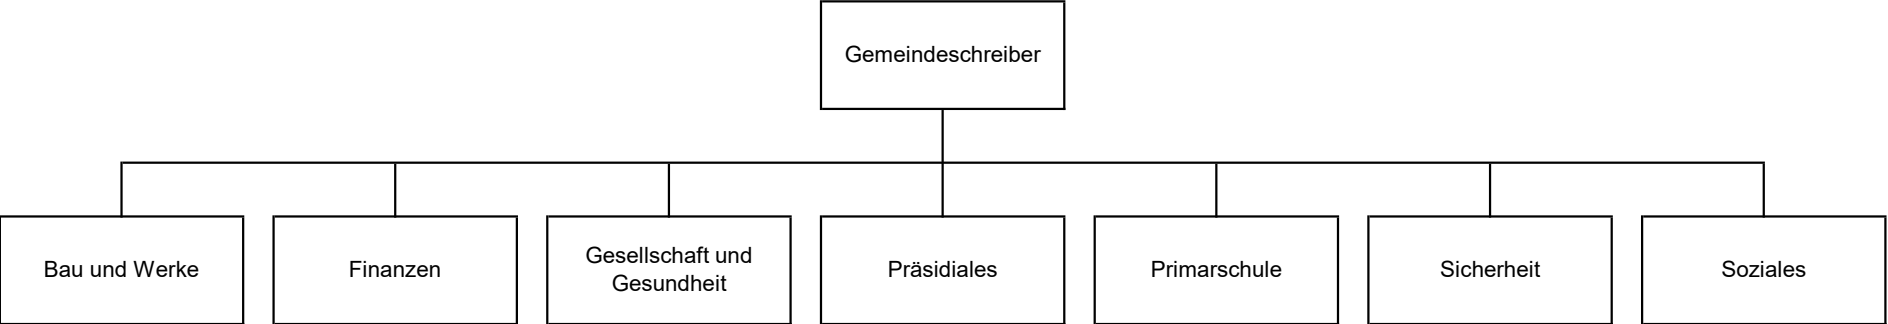 Gemeindeschreiber
Bau und Werke
Finanzen
Gesellschaft und
Gesundheit
Präsidiales
Primarschule
Sicherheit
Soziales